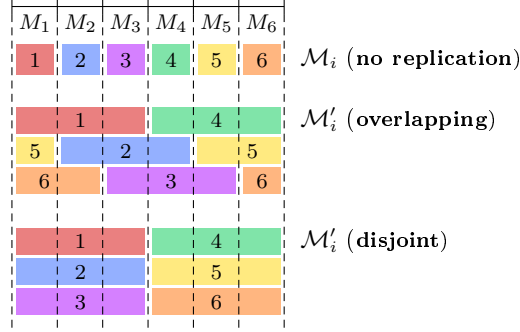 M₁ M₂ M₃ M₄ M₅ M₆
1 2 3 4 5 6 ℳᵢ (no replication)
1 4 ℳ′ᵢ (overlapping)
5 2 5
6 3 6
1 4 ℳ′ᵢ (disjoint)
2 5
3 6